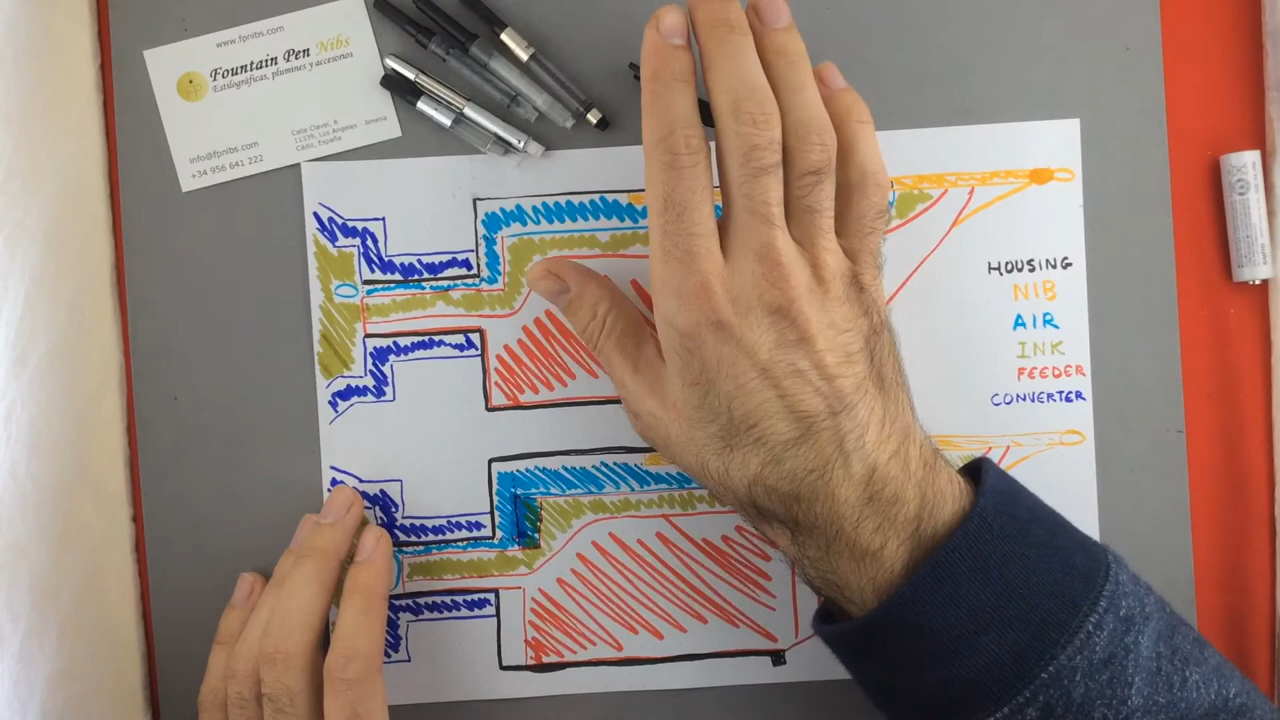 www.fpnibs.com
Fountain Pen Nibs
Estilográficas, plumines y accesorios
Calle Clavel, 8
11339, Los Angeles - Jimena
Cádiz, España
info@fpnibs.com
+34 956 641 222
HOUSING
NIB
AIR
INK
FEEDER
CONVERTER